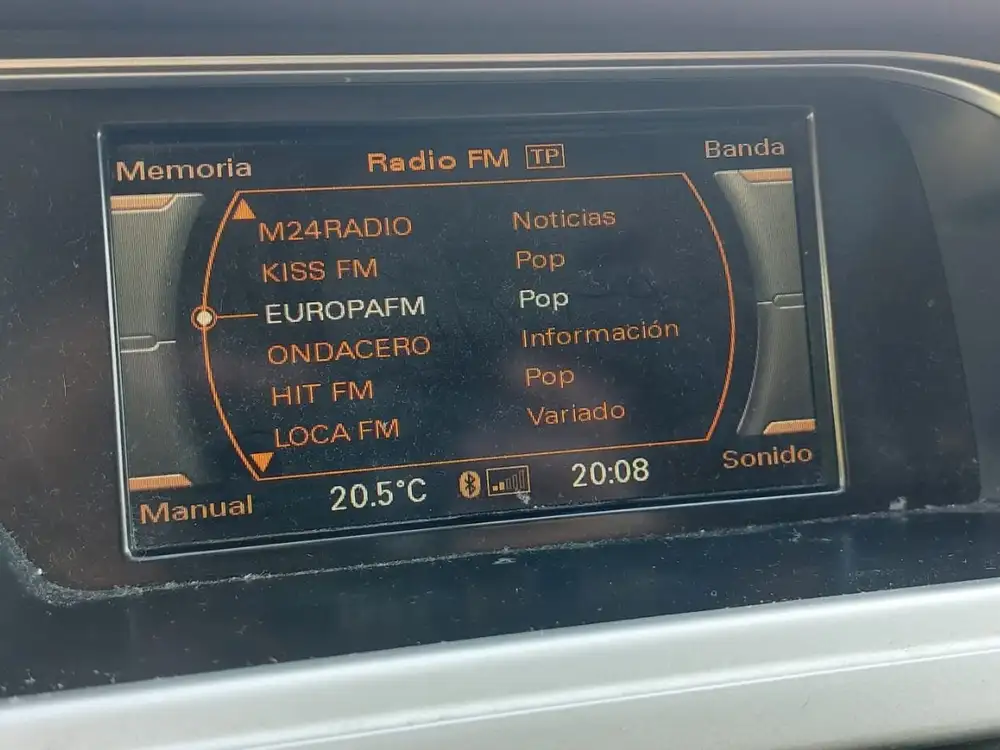 Memoria Radio FM TP Banda
M24RADIO Noticias
KISS FM Pop
EUROPAFM Pop
ONDACERO Información
HIT FM Pop
LOCA FM Variado
Manual 20.5°C 20:08 Sonido